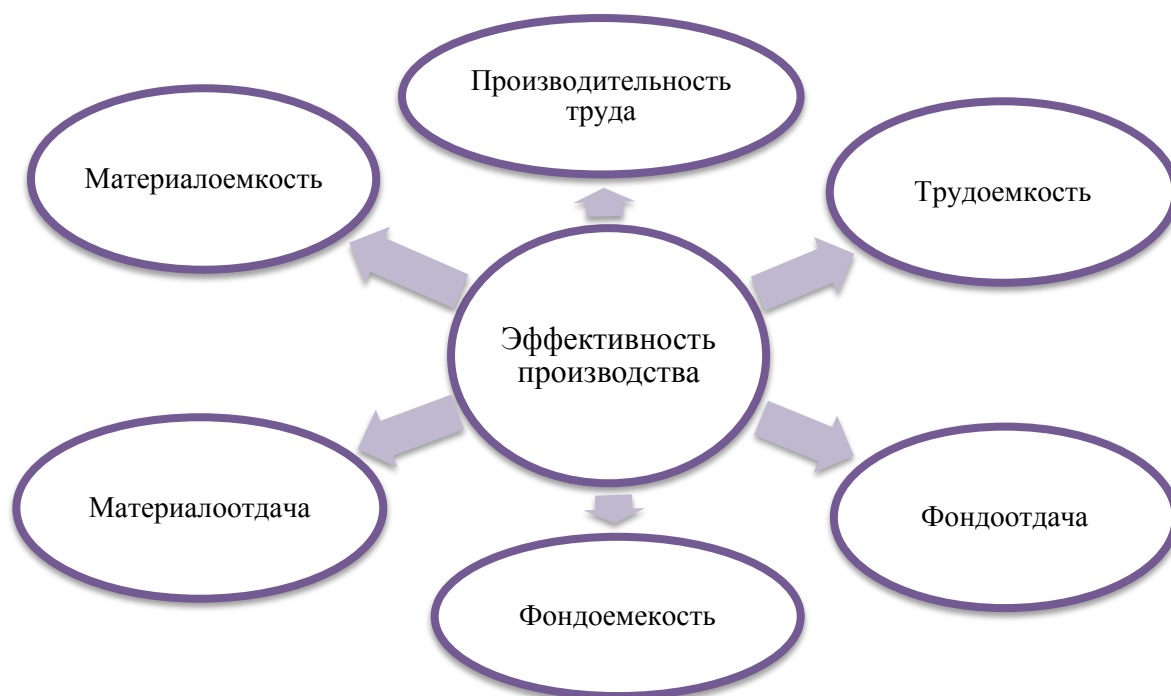 Производительность
труда
Материалоемкость
Трудоемкость
Эффективность
производства
Материалоотдача
Фондоотдача
Фондоемекость